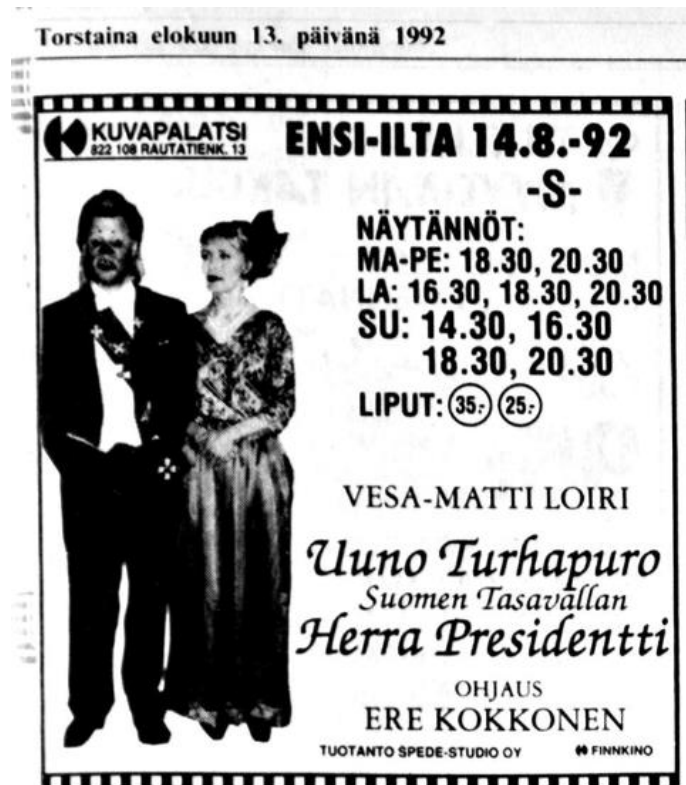 Torstaina elokuun 13. päivänä 1992
KUVAPALATSI
822 108 RAUTATIENK. 13
ENSI-ILTA 14.8.-92
-S-
NÄYTÄNNÖT:
MA-PE: 18.30, 20.30
LA: 16.30, 18.30, 20.30
SU: 14.30, 16.30
18.30, 20.30
LIPUT: 35:- 25:-
VESA-MATTI LOIRI
Uuno Turhapuro
Suomen Tasavallan
Herra Presidentti
OHJAUS
ERE KOKKONEN
TUOTANTO SPEDE-STUDIO OY
FINNKINO